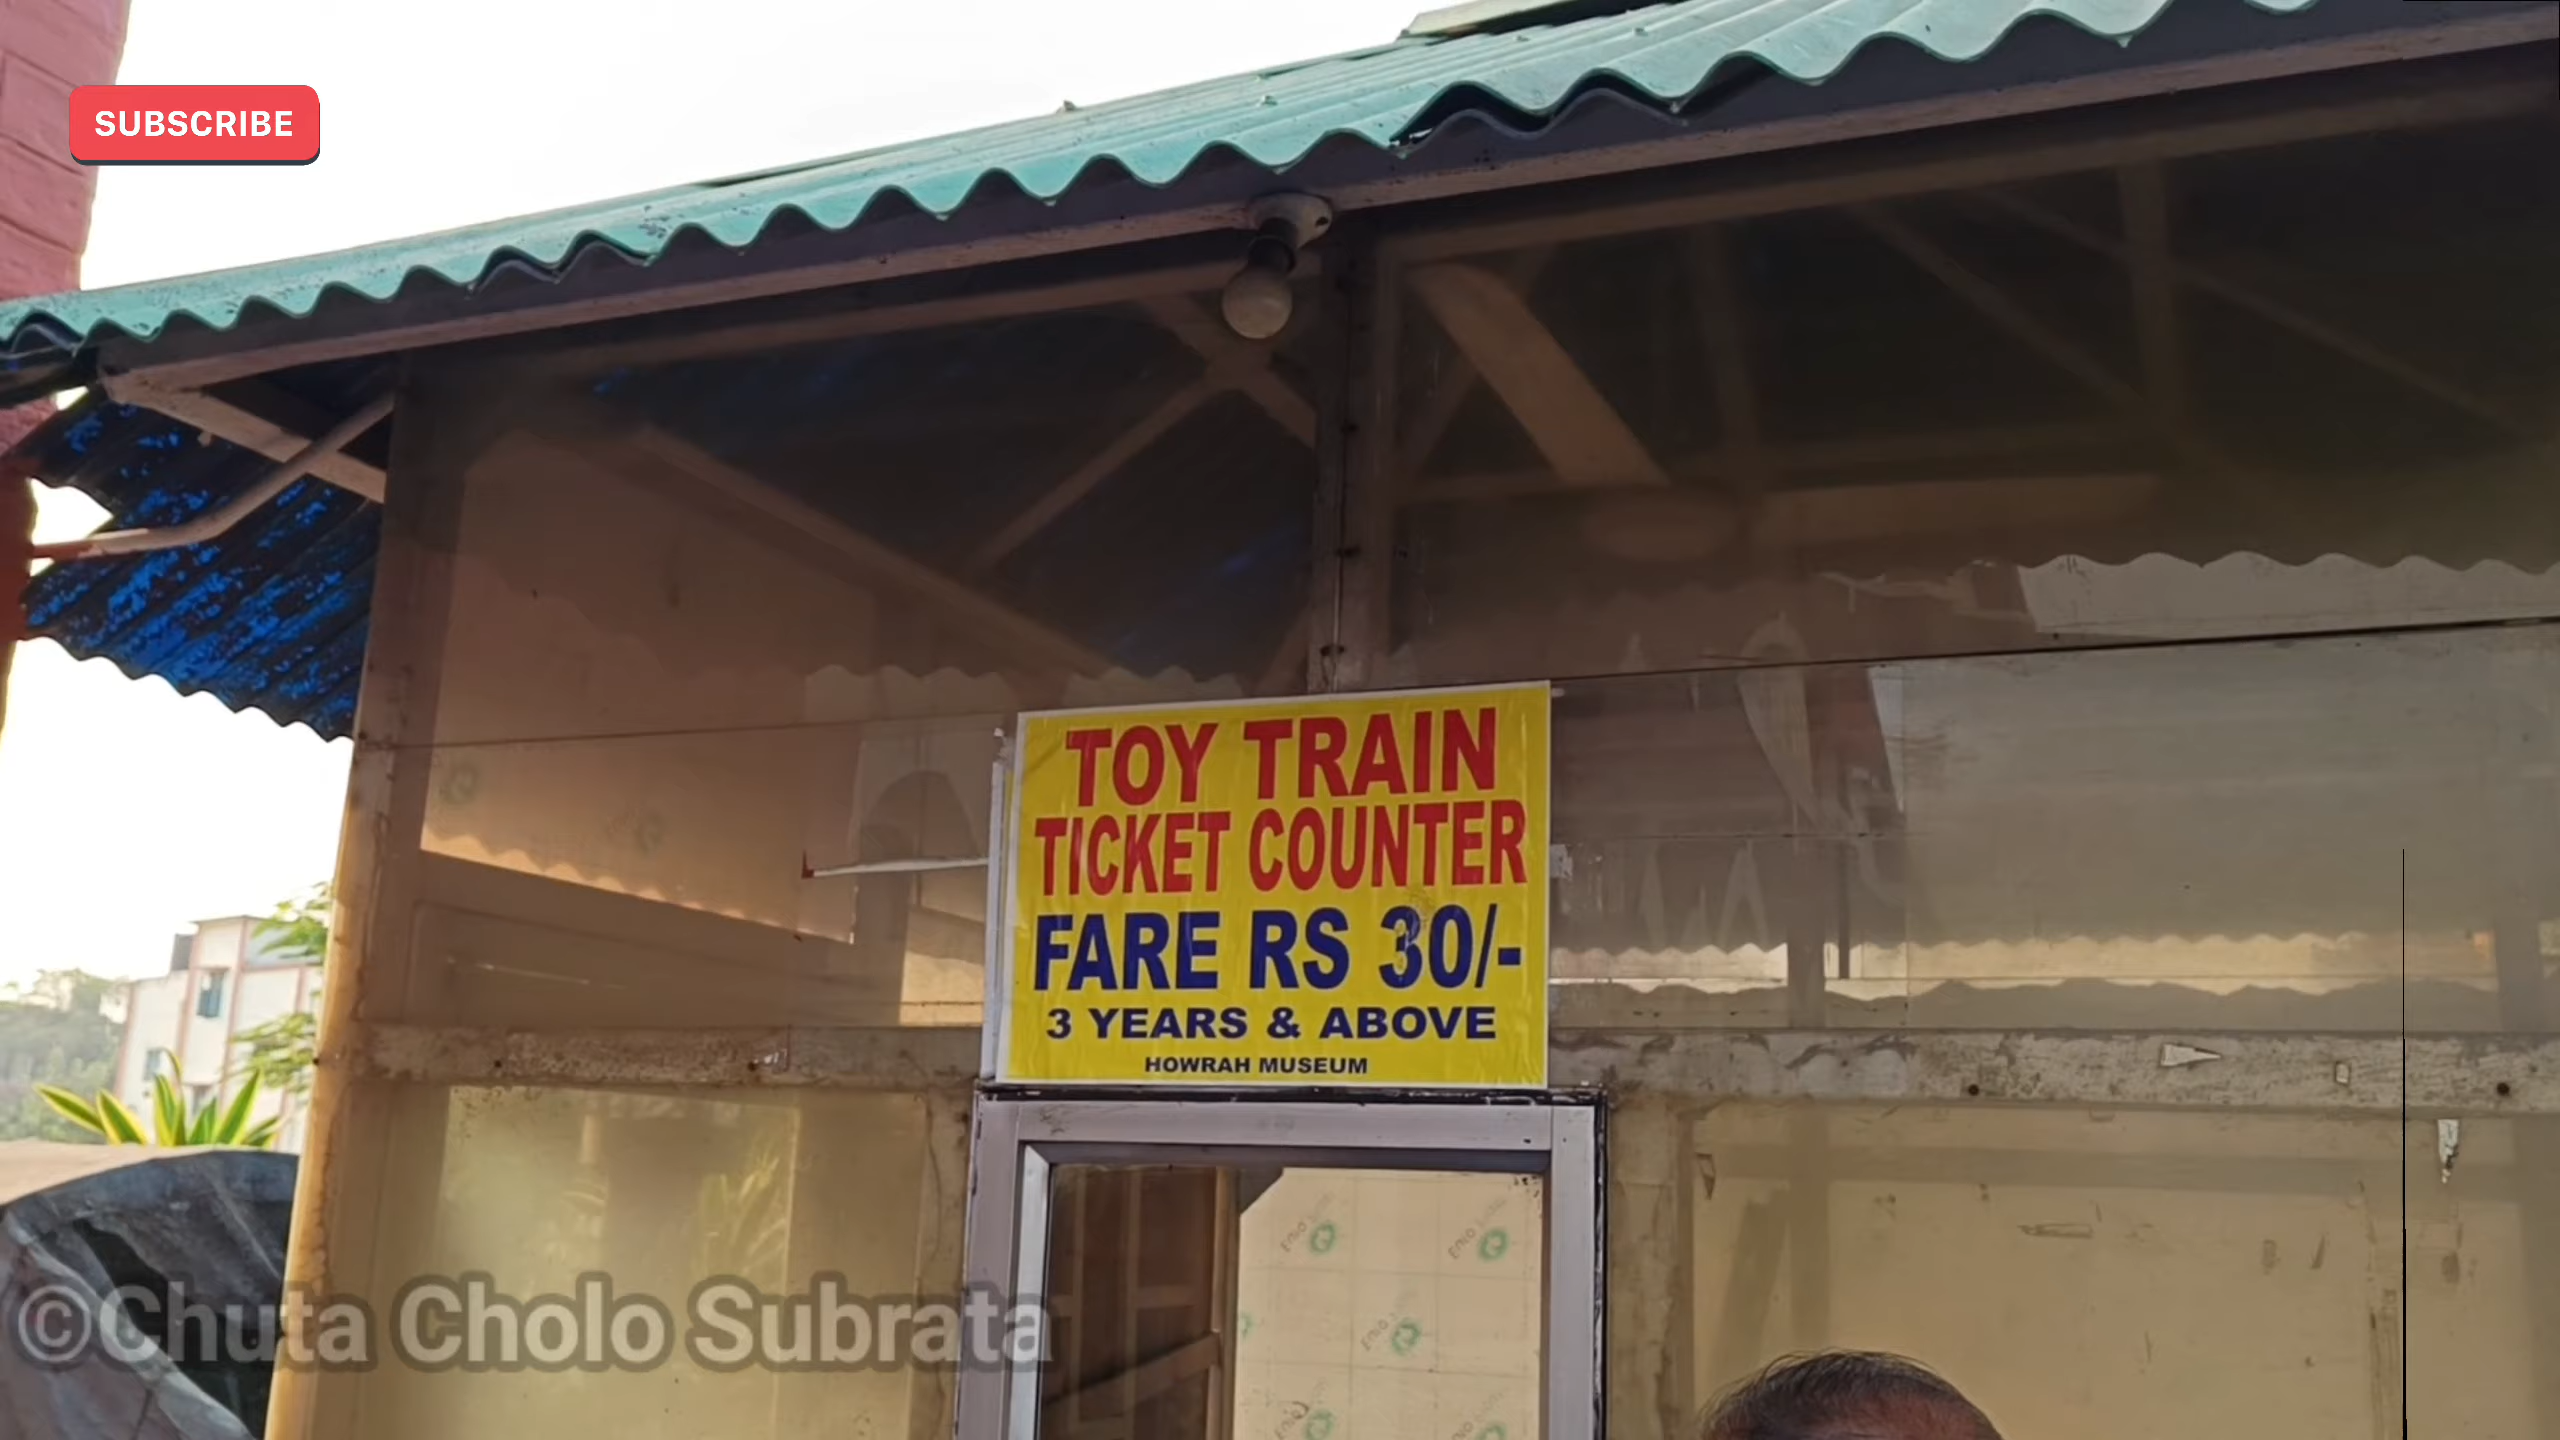 SUBSCRIBE
TOY TRAIN
TICKET COUNTER
FARE RS 30/-
3 YEARS & ABOVE
HOWRAH MUSEUM
©Chuta Cholo Subrata